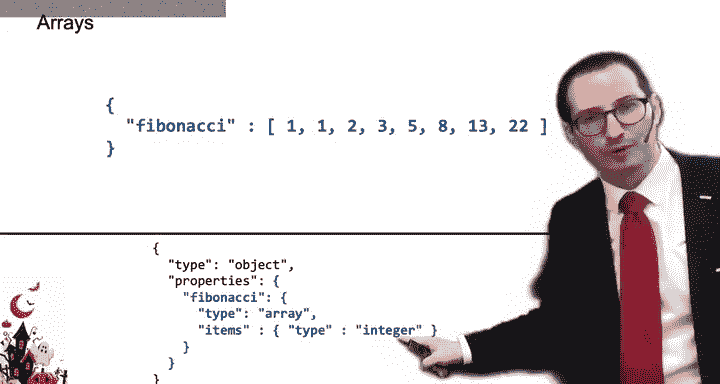 Arrays
{
"fibonacci" : [ 1, 1, 2, 3, 5, 8, 13, 22 ]
}
{
"type": "object",
"properties": {
"fibonacci": {
"type": "array",
"items" : { "type" : "integer" }
}
}
}